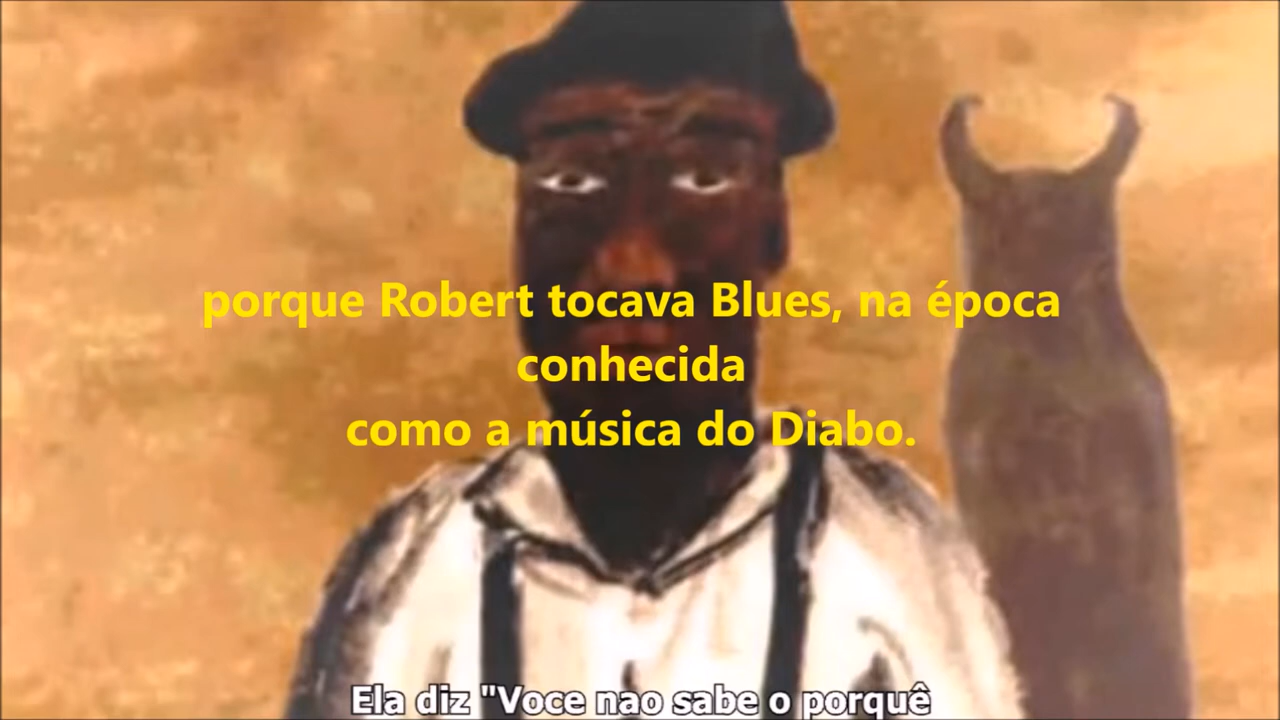 porque Robert tocava Blues, na época
conhecida
como a música do Diabo.
Ela diz "Voce nao sabe o porquê